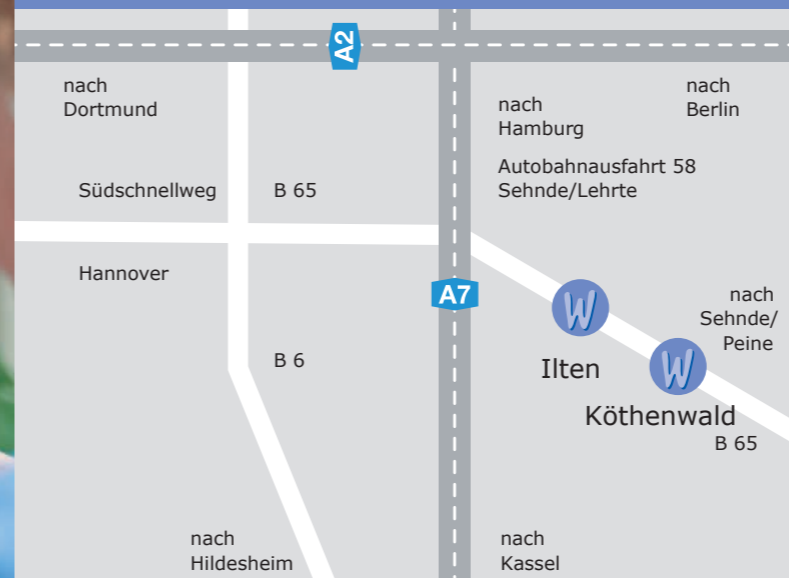 A2
nach
Dortmund
nach
Hamburg
nach
Berlin
Autobahnausfahrt 58
Sehnde/Lehrte
Südschnellweg
B 65
Hannover
A7
nach
Sehnde/
Peine
W
Ilten
B 6
W
Köthenwald
B 65
nach
Hildesheim
nach
Kassel